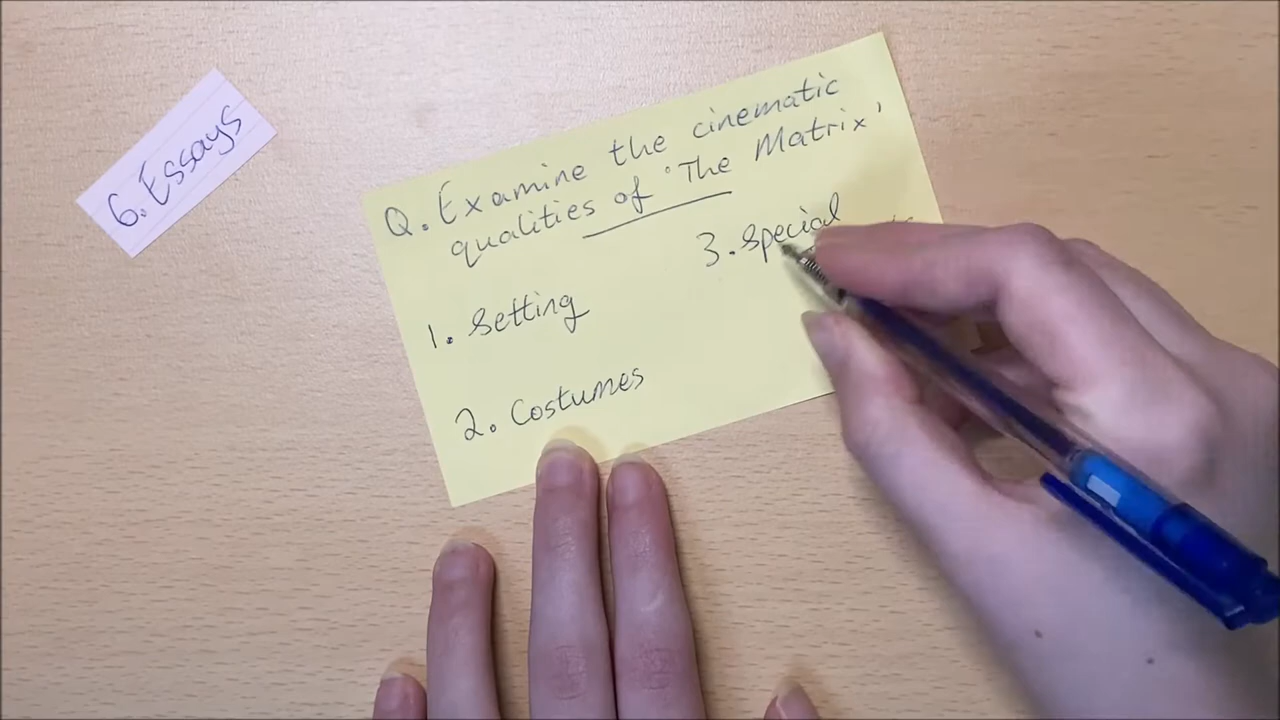 6. Essays
Q. Examine the cinematic
qualities of 'The Matrix'
1. Setting
2. Costumes
3. Special